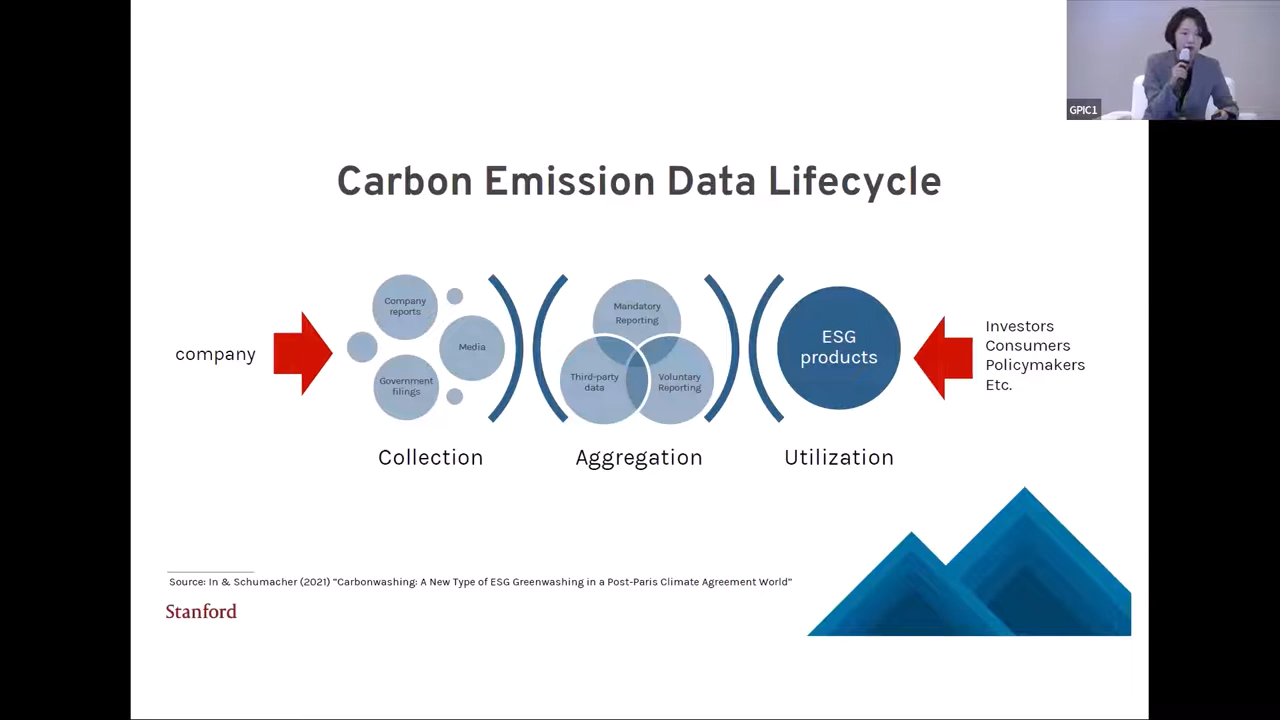 GPIC1
Carbon Emission Data Lifecycle
company
Company
reports
Media
Government
filings
Collection
Mandatory
Reporting
Third-party
data
Voluntary
Reporting
Aggregation
ESG
products
Utilization
Investors
Consumers
Policymakers
Etc.
Source: In & Schumacher (2021) "Carbonwashing: A New Type of ESG Greenwashing in a Post-Paris Climate Agreement World"
Stanford